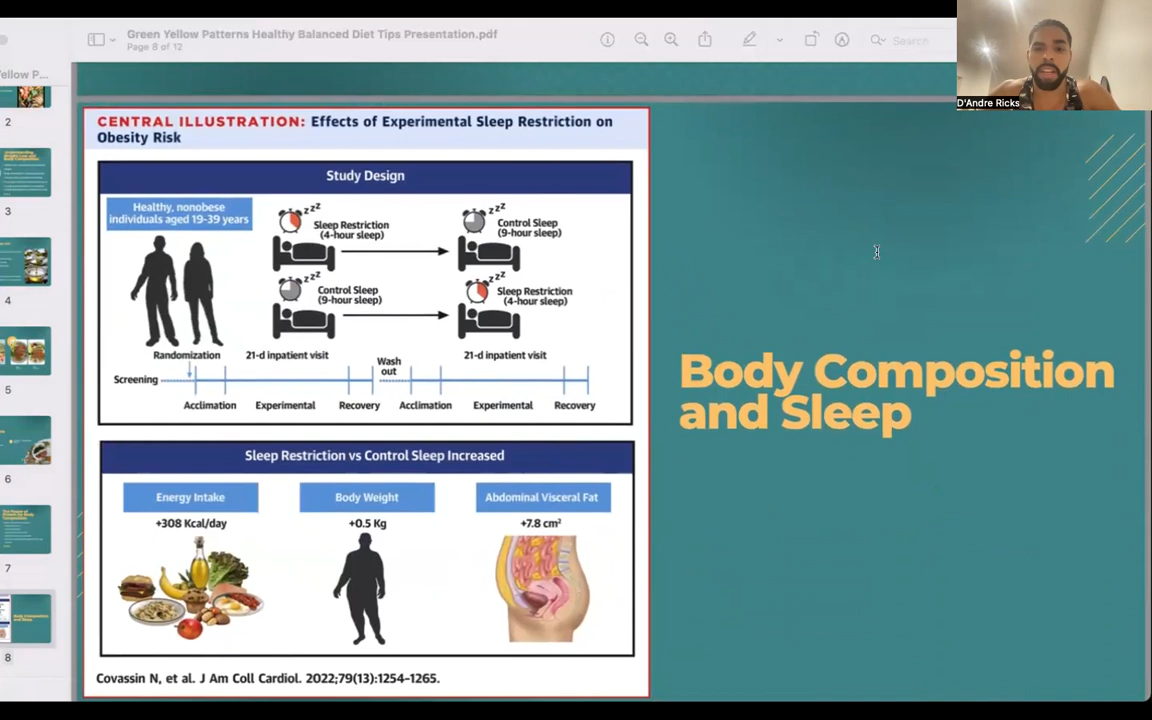 Green Yellow Patterns Healthy Balanced Diet Tips Presentation.pdf
Page 8 of 12
Search
D'Andre Ricks
ellow P...
2
3
4
5
6
7
8
CENTRAL ILLUSTRATION: Effects of Experimental Sleep Restriction on
Obesity Risk
Study Design
Healthy, nonobese
individuals aged 19-39 years
zzZ
Sleep Restriction
(4-hour sleep)
zzZ
Control Sleep
(9-hour sleep)
zzZ
Control Sleep
(9-hour sleep)
zzZ
Sleep Restriction
(4-hour sleep)
Randomization
21-d inpatient visit
Wash
out
21-d inpatient visit
Screening
Acclimation
Experimental
Recovery
Acclimation
Experimental
Recovery
Sleep Restriction vs Control Sleep Increased
Energy Intake
Body Weight
Abdominal Visceral Fat
+308 Kcal/day
+0.5 Kg
+7.8 cm²
Covassin N, et al. J Am Coll Cardiol. 2022;79(13):1254-1265.
Body Composition
and Sleep